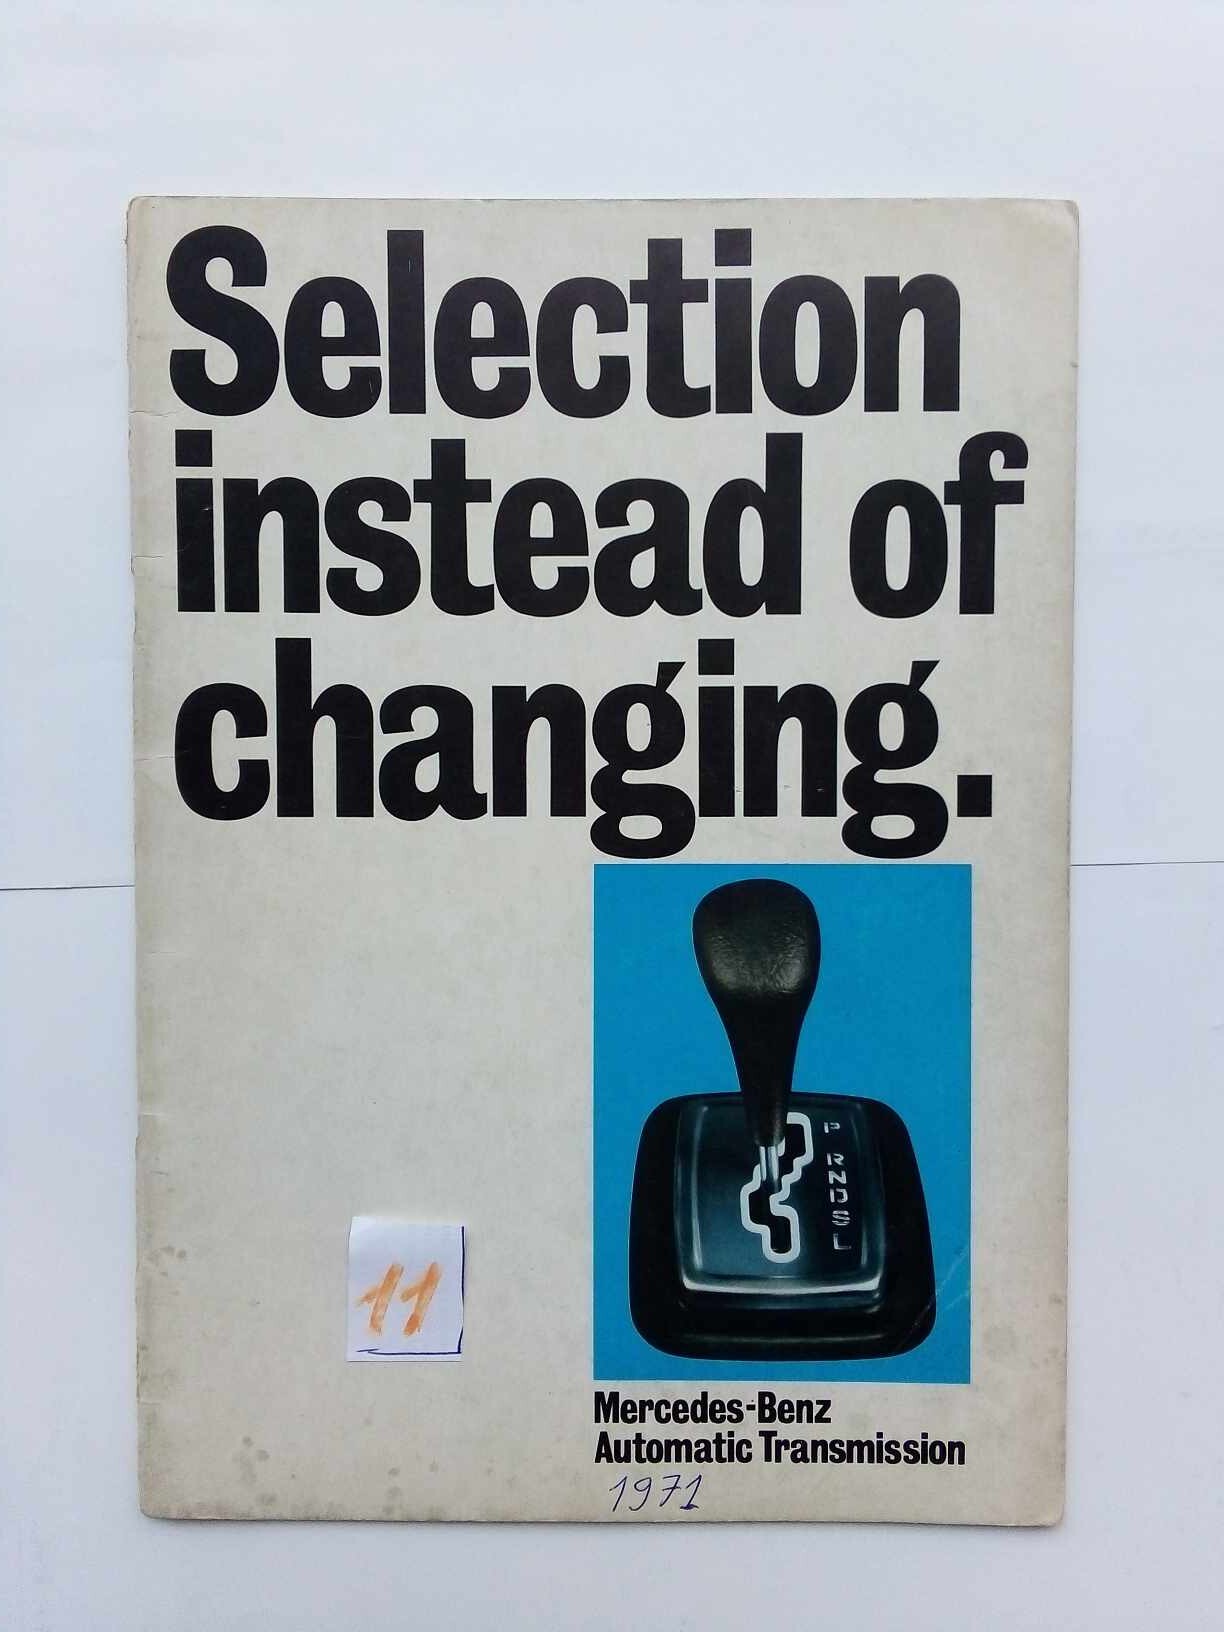 Selection
instead of
changing.
P
R
N
D
S
L
11
Mercedes-Benz
Automatic Transmission
1971